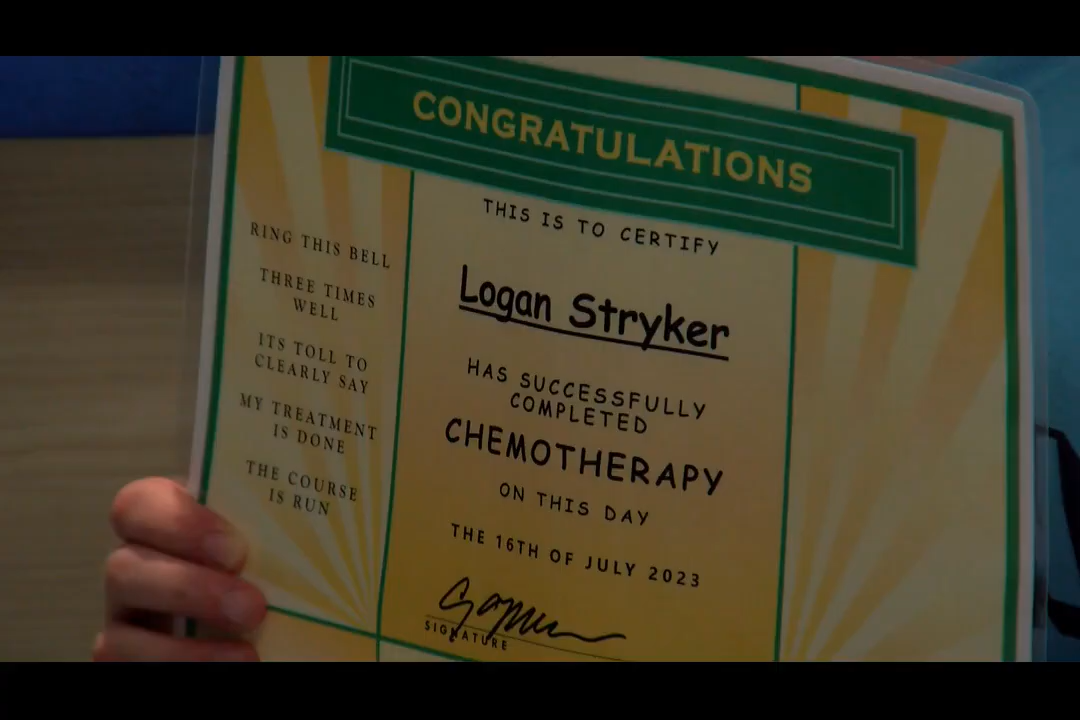 CONGRATULATIONS
THIS IS TO CERTIFY
Logan Stryker
HAS SUCCESSFULLY
COMPLETED
CHEMOTHERAPY
ON THIS DAY
THE 16TH OF JULY 2023
SIGNATURE
RING THIS BELL
THREE TIMES
WELL
ITS TOLL TO
CLEARLY SAY
MY TREATMENT
IS DONE
THE COURSE
IS RUN